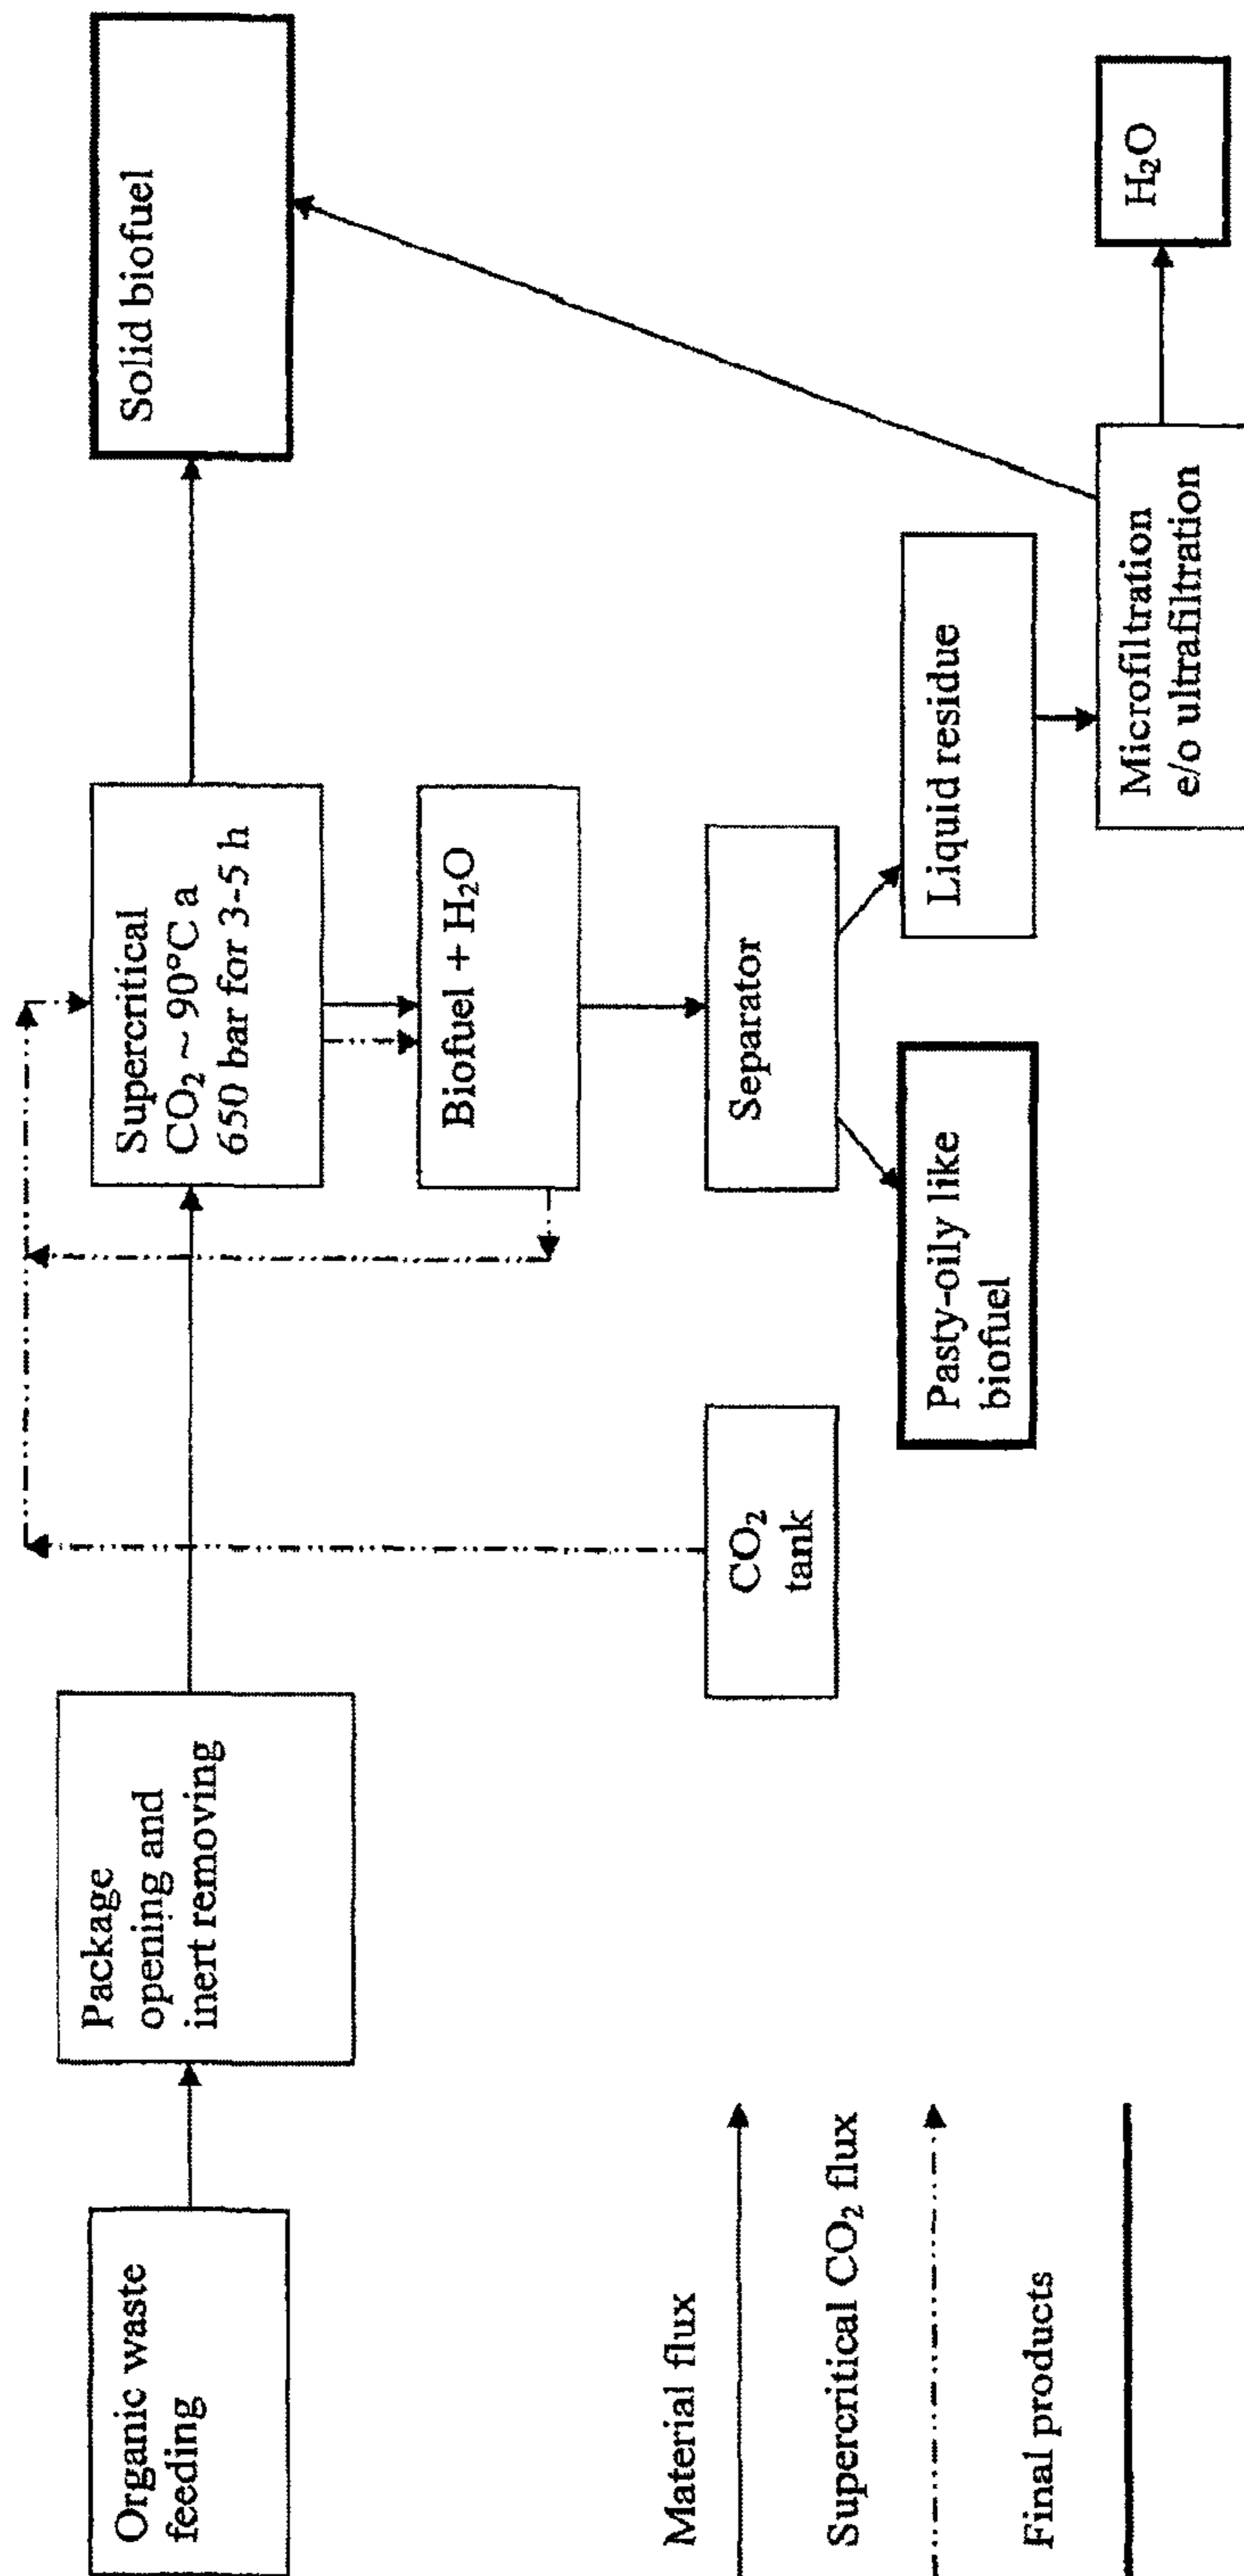 Organic waste
feeding
Package
opening and
inert removing
Supercritical
CO₂ ~ 90°C a
650 bar for 3-5 h
Solid biofuel
Biofuel + H₂O
CO₂
tank
Separator
Pasty-oily like
biofuel
Liquid residue
Microfiltration
e/o ultrafiltration
H₂O
Material flux
Supercritical CO₂ flux
Final products